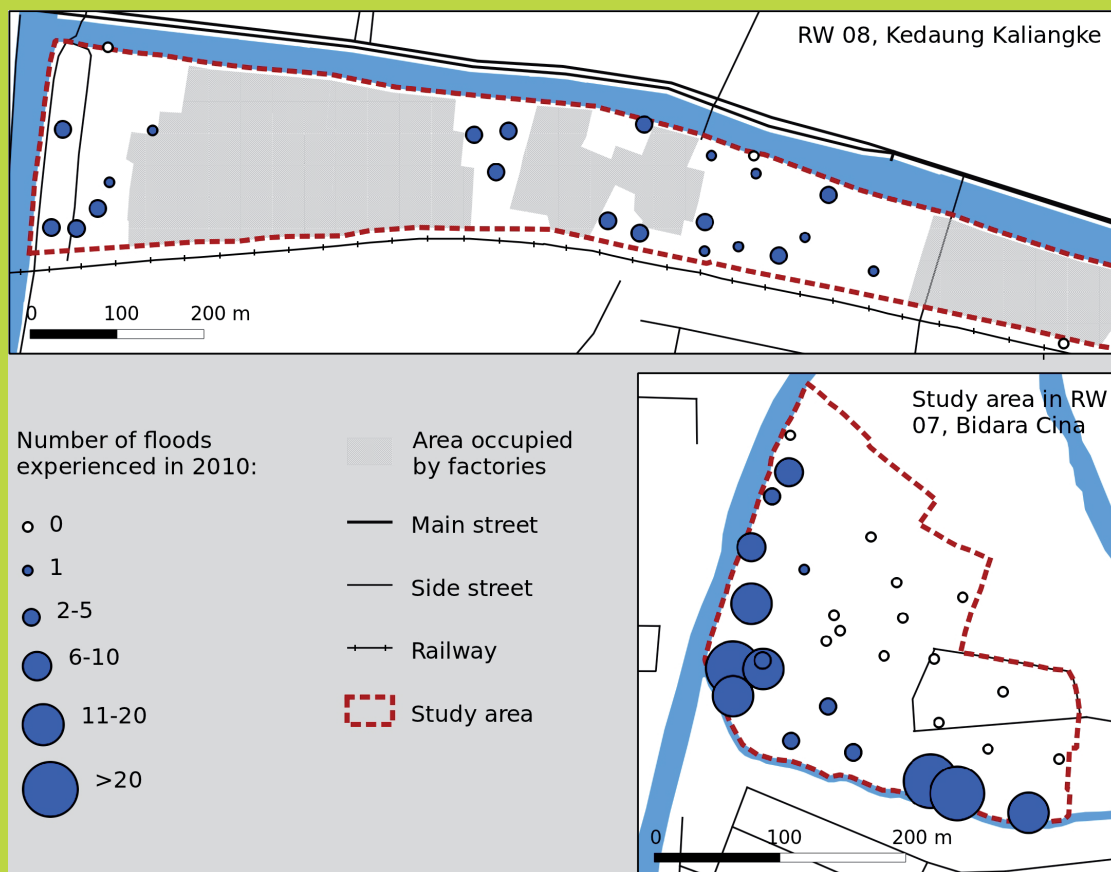 RW 08, Kedaung Kaliangke
0 100 200 m
Number of floods
experienced in 2010:
0
1
2-5
6-10
11-20
>20
Area occupied
by factories
Main street
Side street
Railway
Study area
Study area in RW
07, Bidara Cina
0 100 200 m